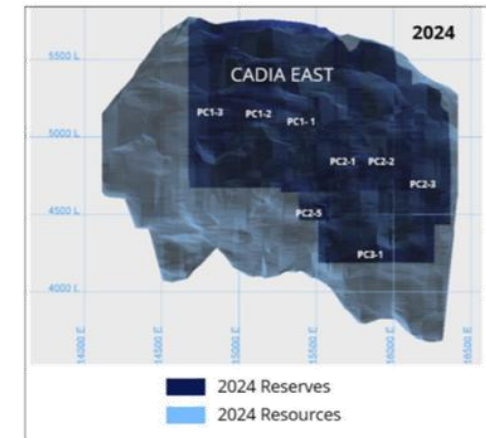 2024
5500 L
CADIA EAST
PC1-3 PC1-2 PC1-1
5000 L
PC2-1 PC2-2
PC2-3
4500 L
PC2-5
PC3-1
4000 L
14000 E 14500 E 15000 E 15500 E 16000 E 16500 E
2024 Reserves
2024 Resources